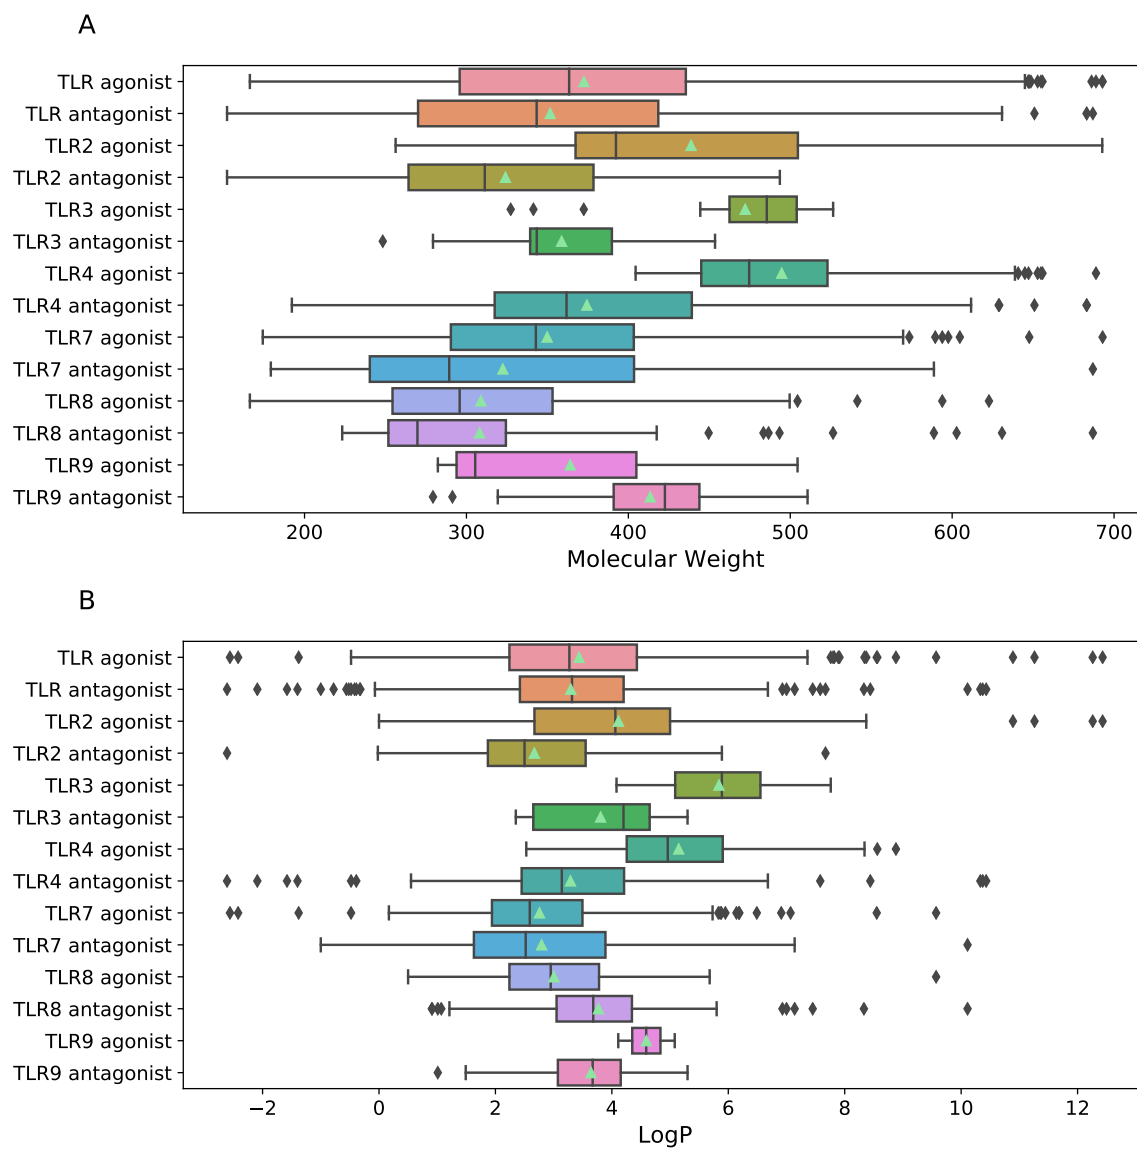 A
TLR agonist
TLR antagonist
TLR2 agonist
TLR2 antagonist
TLR3 agonist
TLR3 antagonist
TLR4 agonist
TLR4 antagonist
TLR7 agonist
TLR7 antagonist
TLR8 agonist
TLR8 antagonist
TLR9 agonist
TLR9 antagonist
200 300 400 500 600 700
Molecular Weight
B
TLR agonist
TLR antagonist
TLR2 agonist
TLR2 antagonist
TLR3 agonist
TLR3 antagonist
TLR4 agonist
TLR4 antagonist
TLR7 agonist
TLR7 antagonist
TLR8 agonist
TLR8 antagonist
TLR9 agonist
TLR9 antagonist
−2 0 2 4 6 8 10 12
LogP